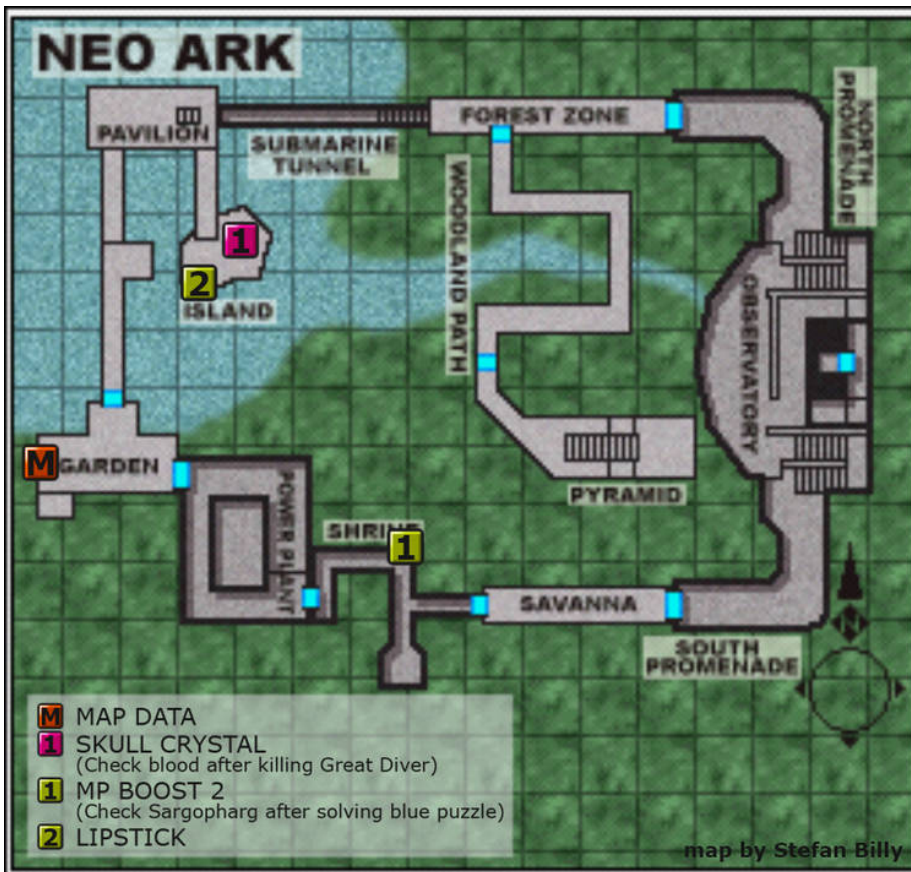 NEO ARK
PAVILION
SUBMARINE
TUNNEL
FOREST ZONE
NORTH
PROMENADE
WOODLAND PATH
1
2
ISLAND
OBSERVATORY
M
GARDEN
PYRAMID
POWER PLANT
SHRINE
1
SAVANNA
SOUTH
PROMENADE
N
M MAP DATA
1 SKULL CRYSTAL
(Check blood after killing Great Diver)
1 MP BOOST 2
(Check Sargopharg after solving blue puzzle)
2 LIPSTICK
map by Stefan Billy